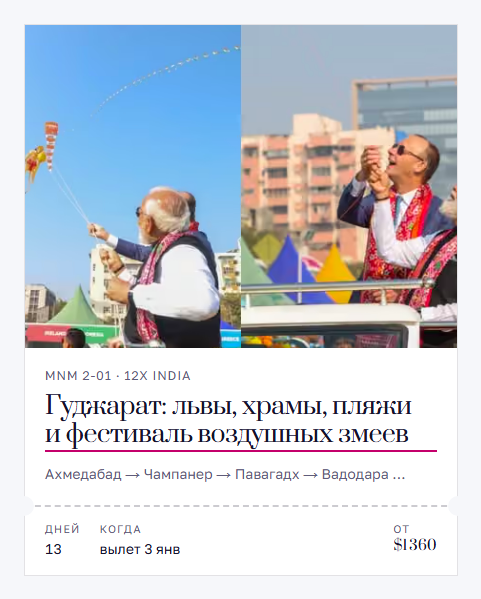 MNM 2-01 · 12X INDIA
Гуджарат: львы, храмы, пляжи
и фестиваль воздушных змеев
Ахмедабад → Чампанер → Павагадх → Вадодара ...
ДНЕЙ КОГДА ОТ
13 вылет 3 янв $1360